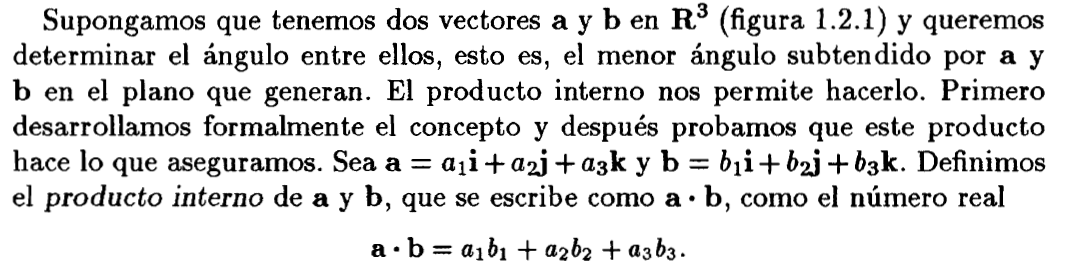 Supongamos que tenemos dos vectores a y b en R³ (figura 1.2.1) y queremos
determinar el ángulo entre ellos, esto es, el menor ángulo subtendido por a y
b en el plano que generan. El producto interno nos permite hacerlo. Primero
desarrollamos formalmente el concepto y después probamos que este producto
hace lo que aseguramos. Sea a = a₁i + a₂j + a₃k y b = b₁i + b₂j + b₃k. Definimos
el producto interno de a y b, que se escribe como a · b, como el número real
a · b = a₁b₁ + a₂b₂ + a₃b₃.